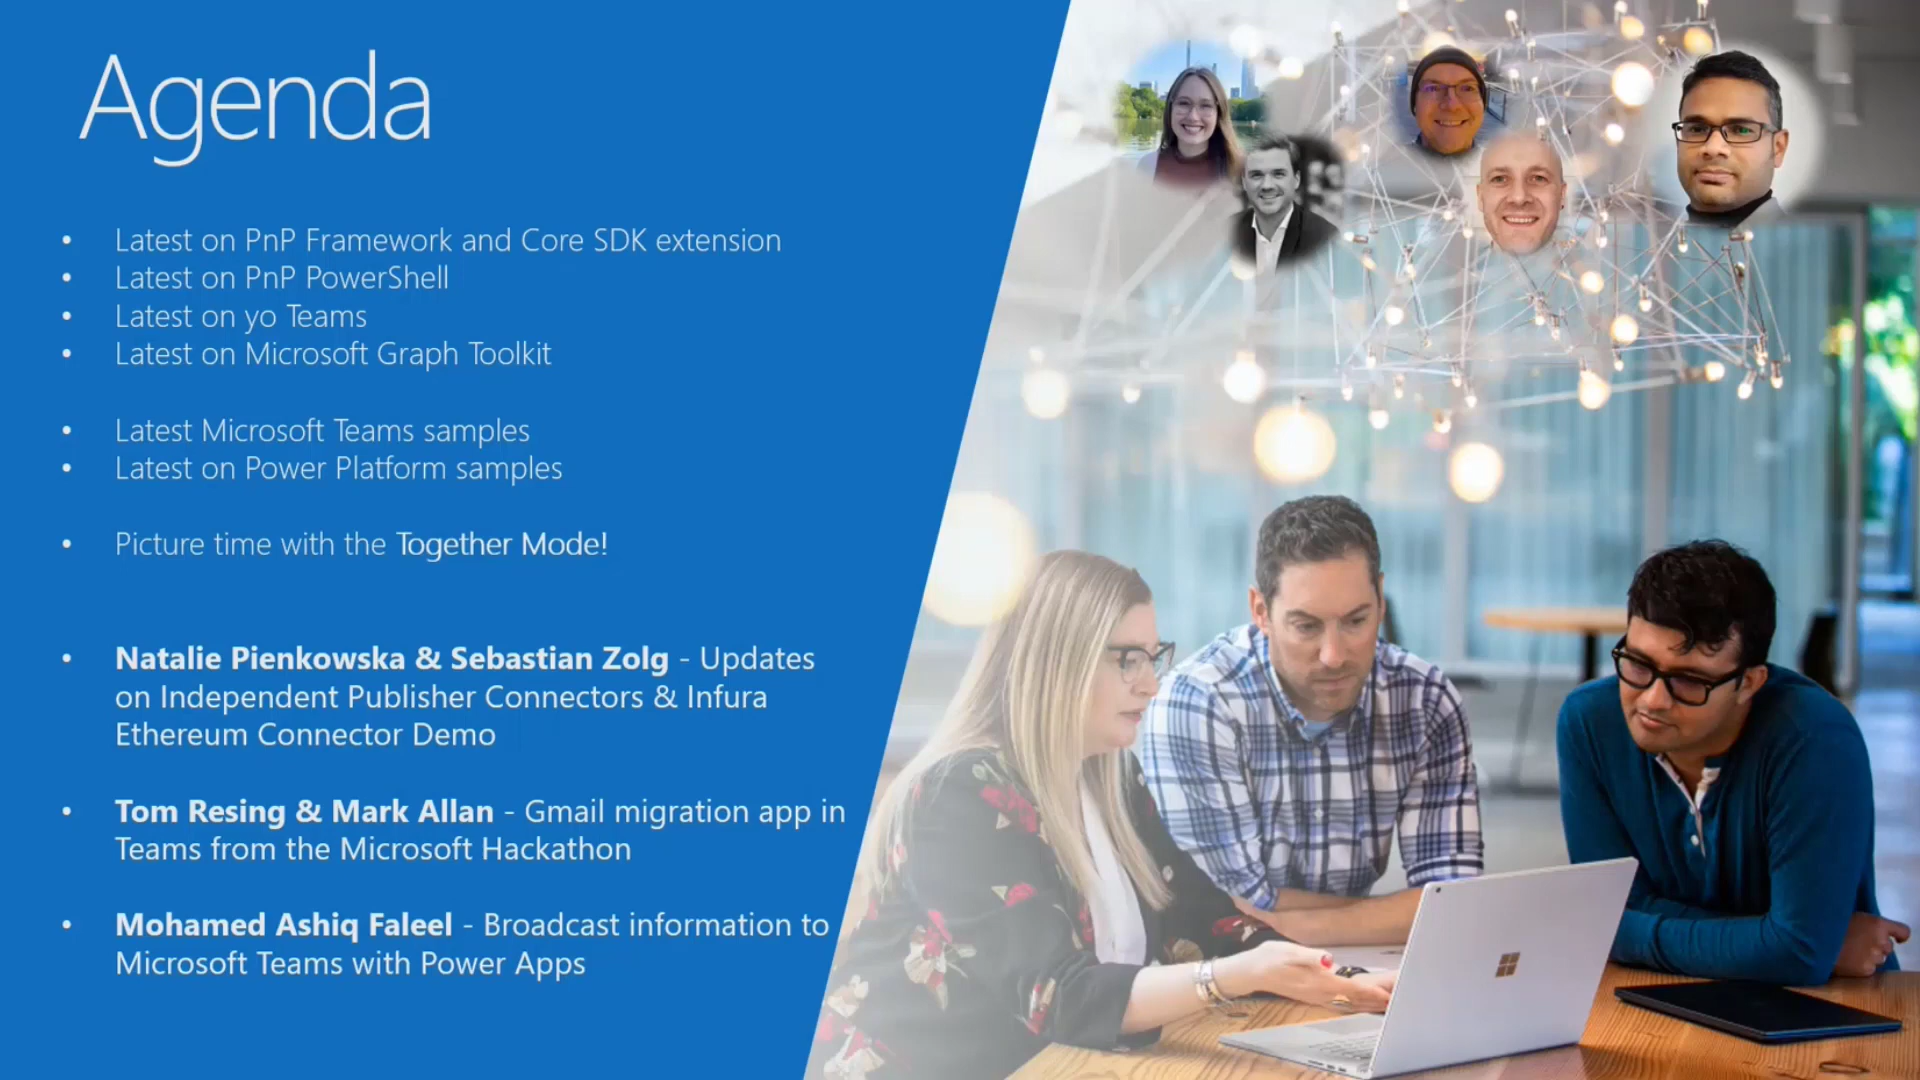 Agenda
• Latest on PnP Framework and Core SDK extension
• Latest on PnP PowerShell
• Latest on yo Teams
• Latest on Microsoft Graph Toolkit
• Latest Microsoft Teams samples
• Latest on Power Platform samples
• Picture time with the Together Mode!
• Natalie Pienkowska & Sebastian Zolg - Updates
on Independent Publisher Connectors & Infura
Ethereum Connector Demo
• Tom Resing & Mark Allan - Gmail migration app in
Teams from the Microsoft Hackathon
• Mohamed Ashiq Faleel - Broadcast information to
Microsoft Teams with Power Apps